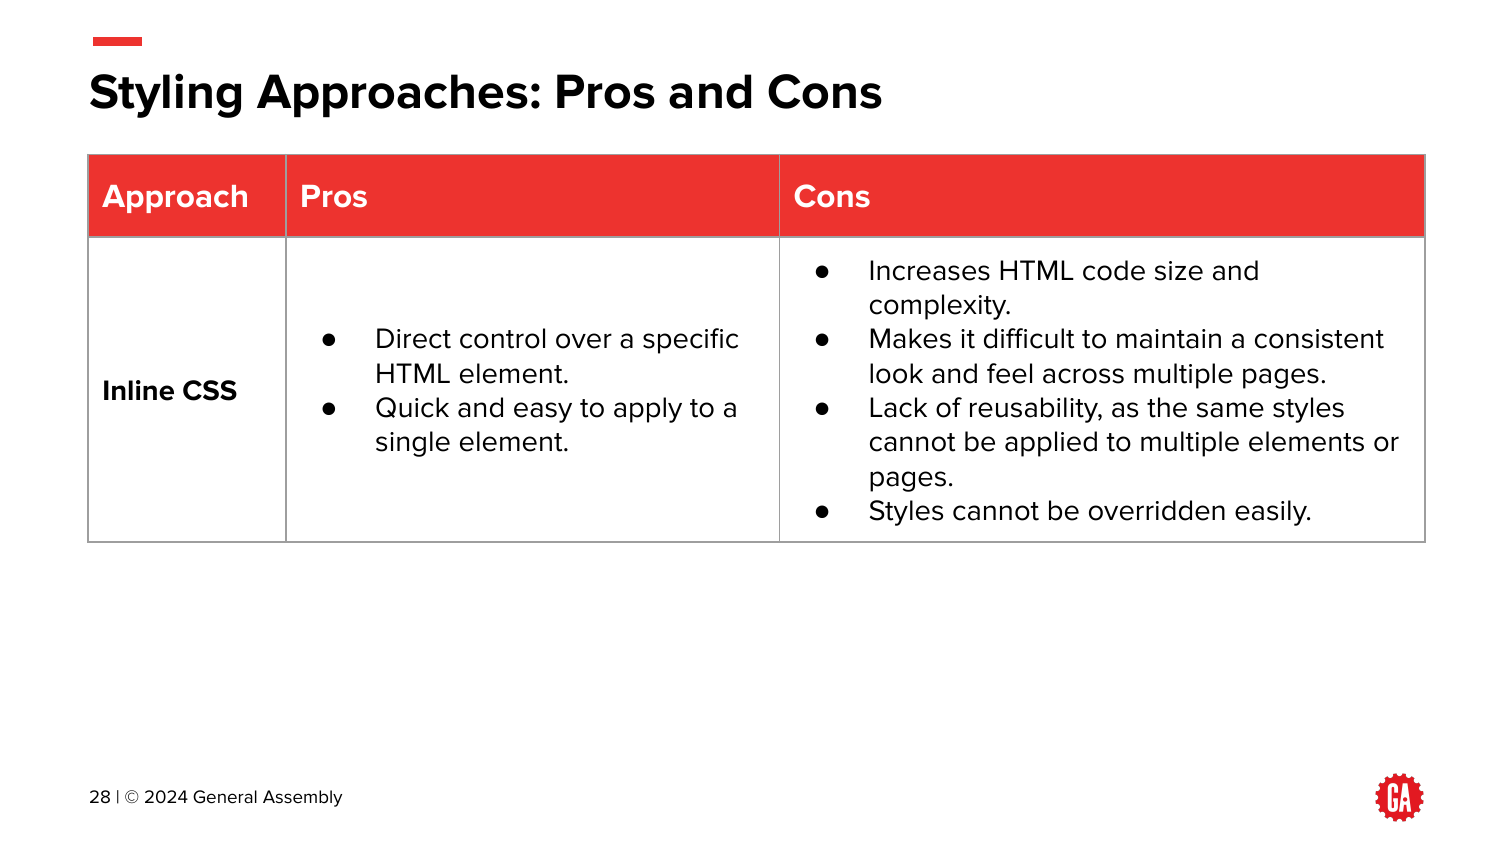 Styling Approaches: Pros and Cons
Approach
Pros
Cons
Inline CSS
● Direct control over a specific
HTML element.
● Quick and easy to apply to a
single element.
● Increases HTML code size and
complexity.
● Makes it difficult to maintain a consistent
look and feel across multiple pages.
● Lack of reusability, as the same styles
cannot be applied to multiple elements or
pages.
● Styles cannot be overridden easily.
28 | © 2024 General Assembly
GA